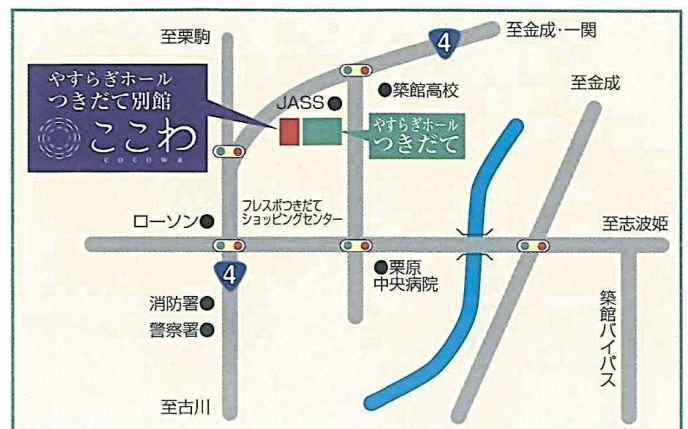 至栗駒
4
至金成・一関
至金成
やすらぎホール
つきだて別館
ここわ
cocowa
JASS
築館高校
やすらぎホール
つきだて
ローソン
フレスポつきだて
ショッピングセンター
至志波姫
4
栗原
中央病院
消防署
警察署
築館バイパス
至古川